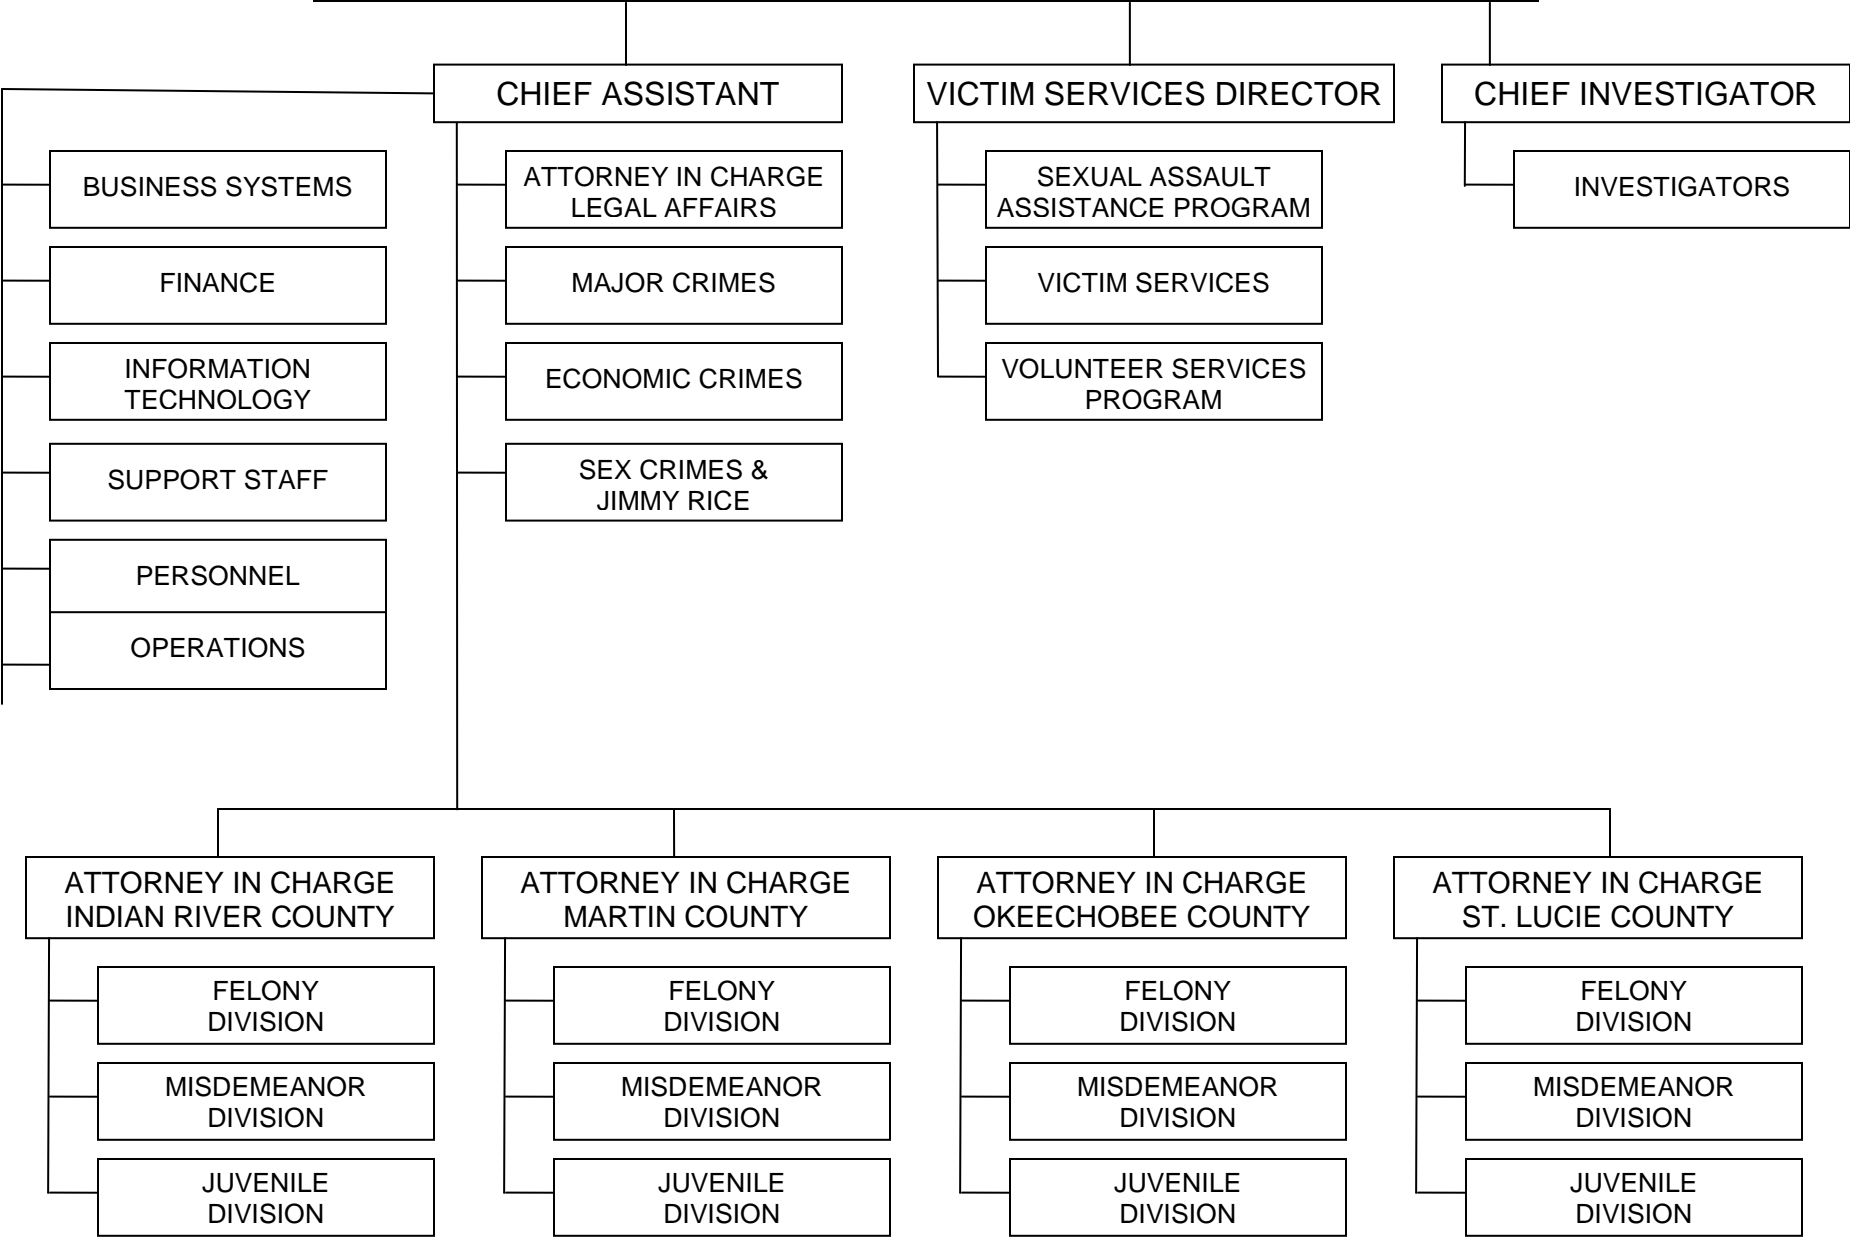 CHIEF ASSISTANT
VICTIM SERVICES DIRECTOR
CHIEF INVESTIGATOR
BUSINESS SYSTEMS
FINANCE
INFORMATION
TECHNOLOGY
SUPPORT STAFF
PERSONNEL
OPERATIONS
ATTORNEY IN CHARGE
LEGAL AFFAIRS
MAJOR CRIMES
ECONOMIC CRIMES
SEX CRIMES &
JIMMY RICE
SEXUAL ASSAULT
ASSISTANCE PROGRAM
VICTIM SERVICES
VOLUNTEER SERVICES
PROGRAM
INVESTIGATORS
ATTORNEY IN CHARGE
INDIAN RIVER COUNTY
FELONY
DIVISION
MISDEMEANOR
DIVISION
JUVENILE
DIVISION
ATTORNEY IN CHARGE
MARTIN COUNTY
FELONY
DIVISION
MISDEMEANOR
DIVISION
JUVENILE
DIVISION
ATTORNEY IN CHARGE
OKEECHOBEE COUNTY
FELONY
DIVISION
MISDEMEANOR
DIVISION
JUVENILE
DIVISION
ATTORNEY IN CHARGE
ST. LUCIE COUNTY
FELONY
DIVISION
MISDEMEANOR
DIVISION
JUVENILE
DIVISION